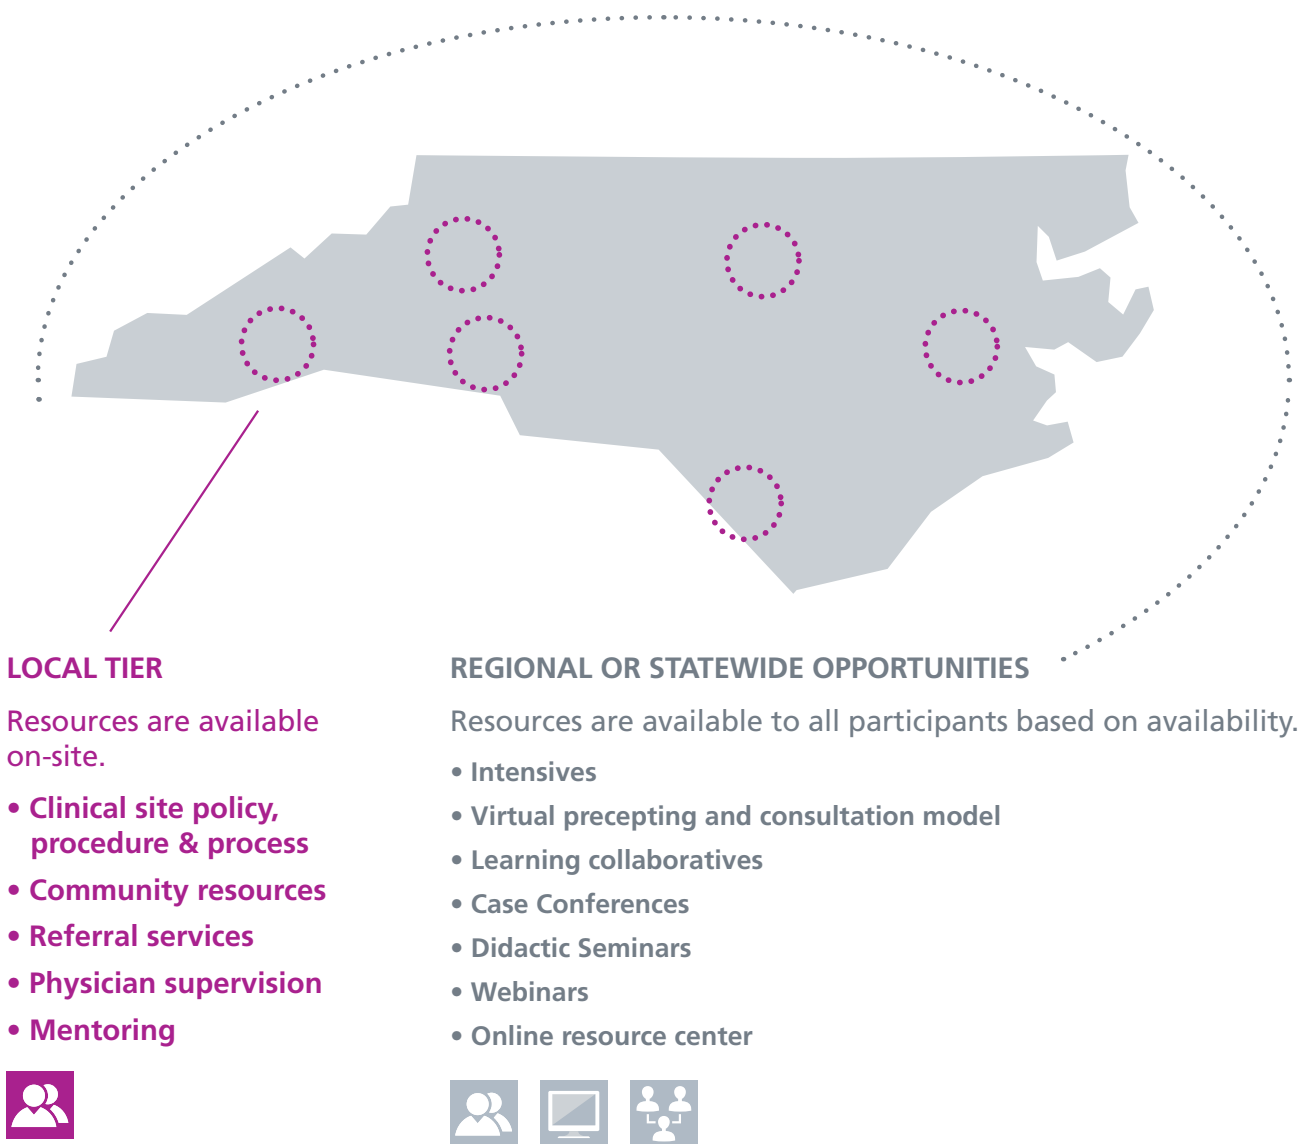 LOCAL TIER
Resources are available
on-site.
• Clinical site policy,
procedure & process
• Community resources
• Referral services
• Physician supervision
• Mentoring
REGIONAL OR STATEWIDE OPPORTUNITIES
Resources are available to all participants based on availability.
• Intensives
• Virtual precepting and consultation model
• Learning collaboratives
• Case Conferences
• Didactic Seminars
• Webinars
• Online resource center